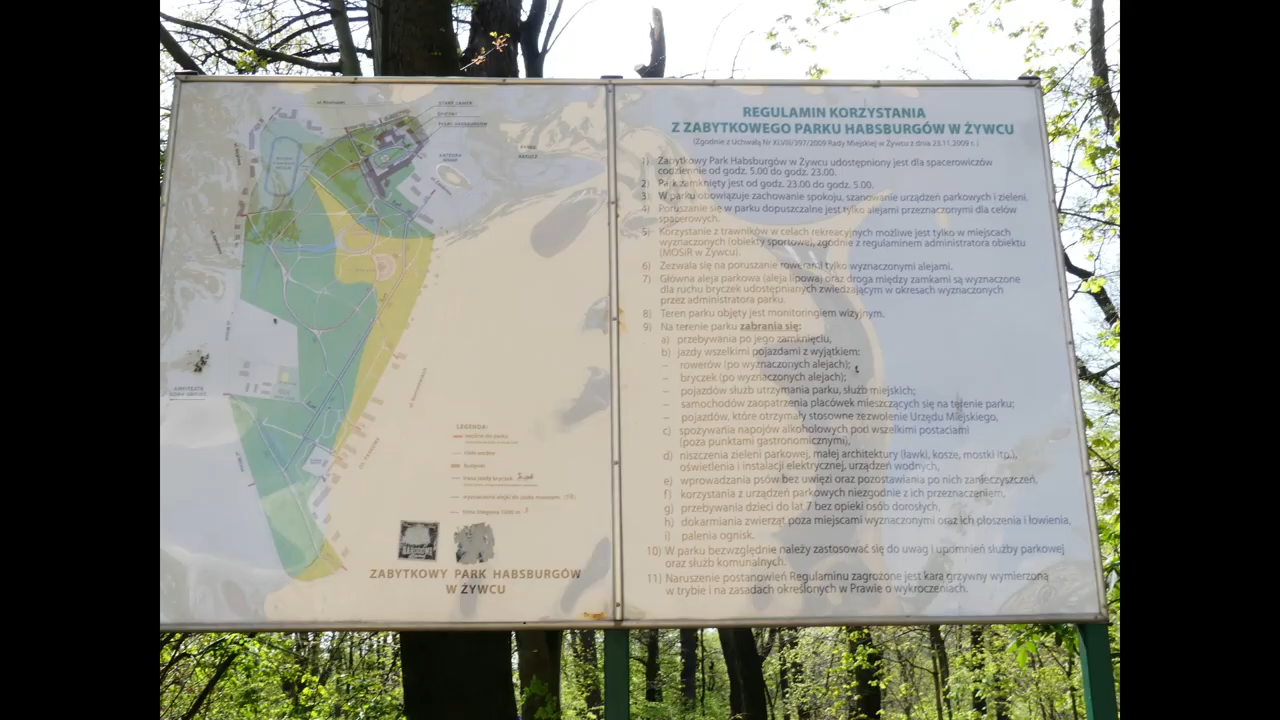 STARY ZAMEK
PARK HABSBURGÓW
LEGENDA:
ZABYTKOWY PARK HABSBURGÓW
W ŻYWCU
REGULAMIN KORZYSTANIA
Z ZABYTKOWEGO PARKU HABSBURGÓW W ŻYWCU
(Zgodnie z Uchwałą Nr XLVIII/397/2009 Rady Miejskiej w Żywcu z dnia 23.11.2009 r.)
1) Zabytkowy Park Habsburgów w Żywcu udostępniony jest dla spacerowiczów
codziennie od godz. 5.00 do godz. 23.00.
2) Park zamknięty jest od godz. 23.00 do godz. 5.00.
3) W parku obowiązuje zachowanie spokoju, szanowanie urządzeń parkowych i zieleni.
4) Poruszanie się w parku dopuszczalne jest tylko alejami przeznaczonymi dla celów
spacerowych.
5) Korzystanie z trawników w celach rekreacyjnych możliwe jest tylko w miejscach
wyznaczonych (obiekty sportowe), zgodnie z regulaminem administratora obiektu
(MOSiR w Żywcu).
6) Zezwala się na poruszanie rowerami tylko wyznaczonymi alejami.
7) Główna aleja parkowa (aleja lipowa) oraz droga między zamkami są wyznaczone
dla ruchu bryczek udostępnianych zwiedzającym w okresach wyznaczonych
przez administratora parku.
8) Teren parku objęty jest monitoringiem wizyjnym.
9) Na terenie parku zabrania się:
a) przebywania po jego zamknięciu,
b) jazdy wszelkimi pojazdami z wyjątkiem:
– rowerów (po wyznaczonych alejach);
– bryczek (po wyznaczonych alejach);
– pojazdów służb utrzymania parku, służb miejskich;
– samochodów zaopatrzenia placówek mieszczących się na terenie parku;
– pojazdów, które otrzymały stosowne zezwolenie Urzędu Miejskiego,
c) spożywania napojów alkoholowych pod wszelkimi postaciami
(poza punktami gastronomicznymi),
d) niszczenia zieleni parkowej, małej architektury (ławki, kosze, mostki itp.),
oświetlenia i instalacji elektrycznej, urządzeń wodnych,
e) wprowadzania psów bez uwięzi oraz pozostawiania po nich zanieczyszczeń,
f) korzystania z urządzeń parkowych niezgodnie z ich przeznaczeniem,
g) przebywania dzieci do lat 7 bez opieki osób dorosłych,
h) dokarmiania zwierząt poza miejscami wyznaczonymi oraz ich płoszenia i łowienia,
i) palenia ognisk.
10) W parku bezwzględnie należy zastosować się do uwag i upomnień służby parkowej
oraz służb komunalnych.
11) Naruszenie postanowień Regulaminu zagrożone jest karą grzywny wymierzoną
w trybie i na zasadach określonych w Prawie o wykroczeniach.